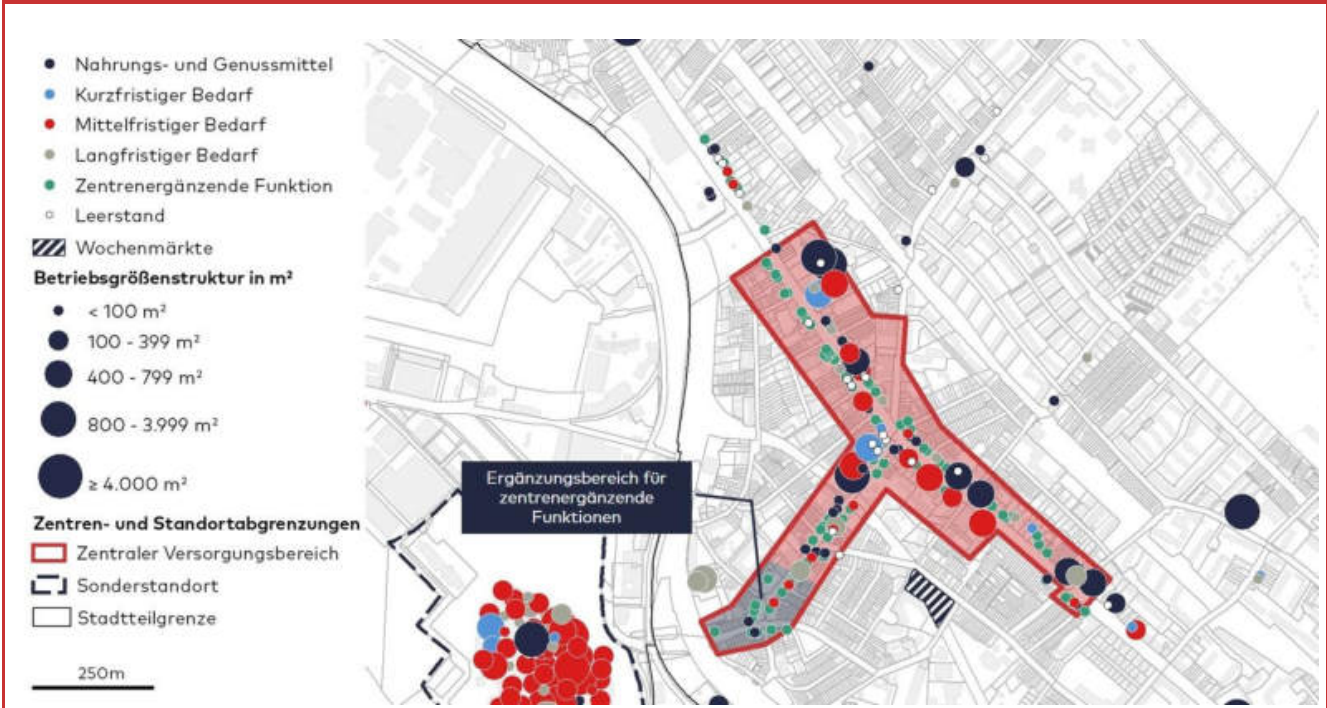 Nahrungs- und Genussmittel
Kurzfristiger Bedarf
Mittelfristiger Bedarf
Langfristiger Bedarf
Zentrenergänzende Funktion
Leerstand
Wochenmärkte
Betriebsgrößenstruktur in m²
< 100 m²
100 - 399 m²
400 - 799 m²
800 - 3.999 m²
≥ 4.000 m²
Zentren- und Standortabgrenzungen
Zentraler Versorgungsbereich
Sonderstandort
Stadtteilgrenze
250m
Ergänzungsbereich für
zentrenergänzende
Funktionen